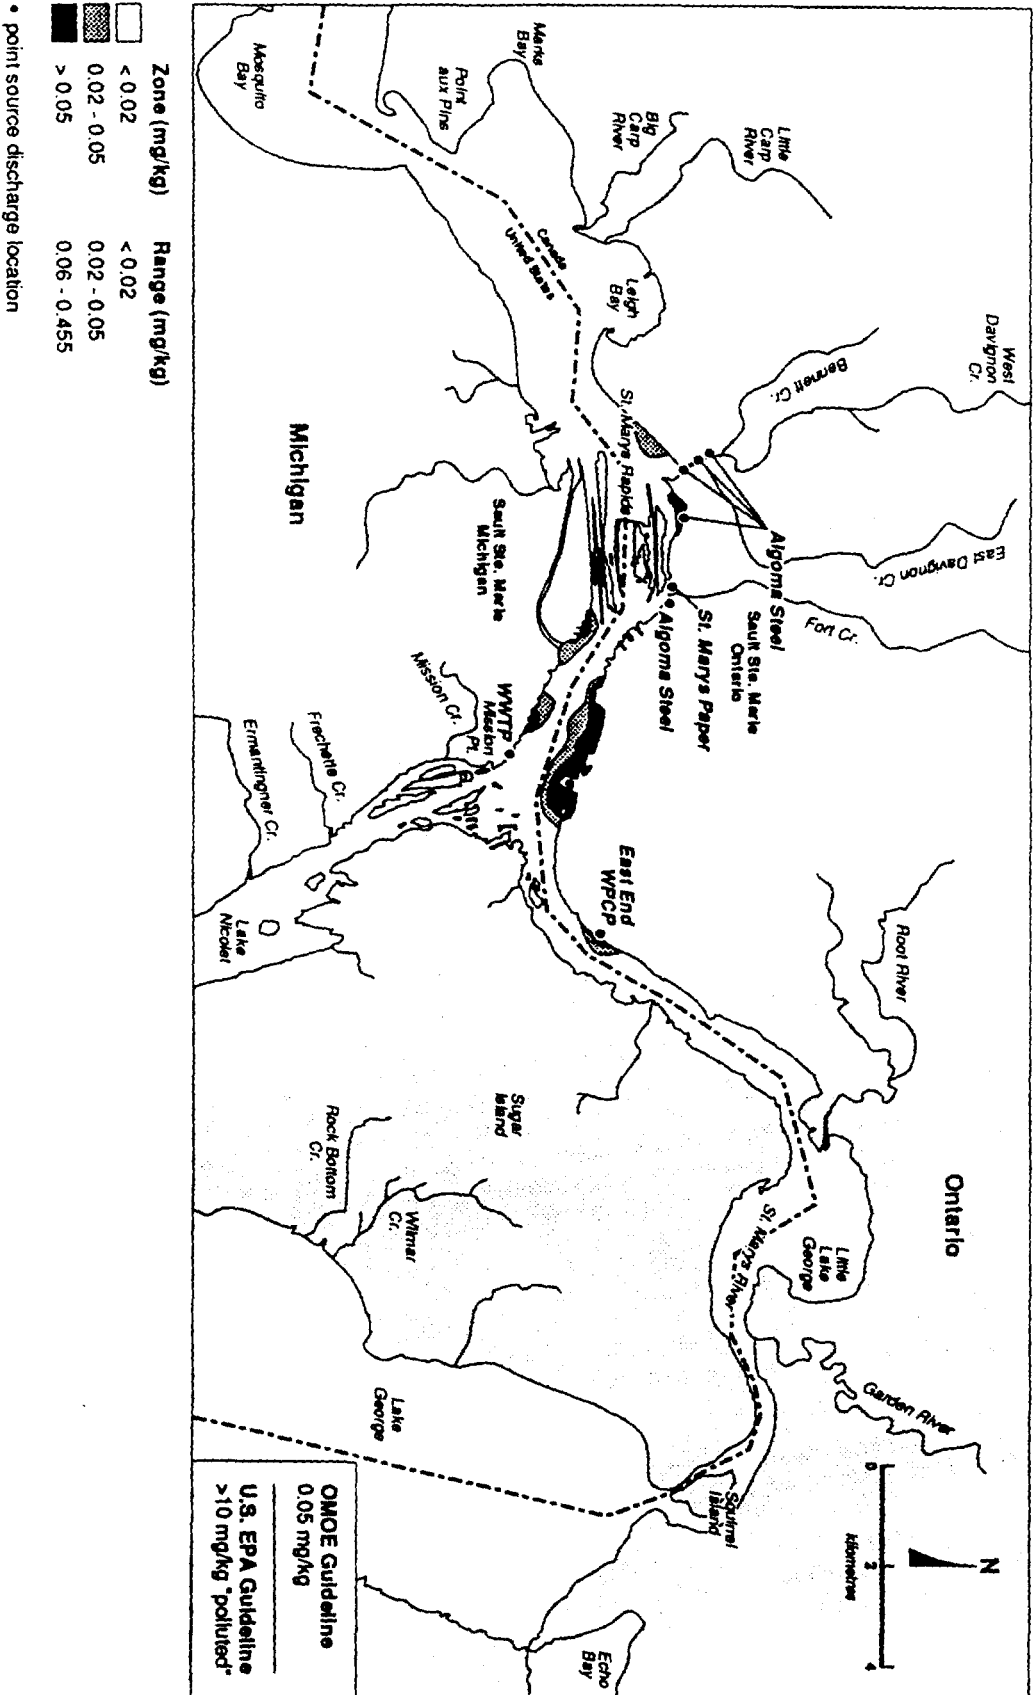 West
Davignon
Cr.
Little
Carp
River
Big
Carp
River
Marks
Bay
Point
aux Pins
Mosquito
Bay
Leigh
Bay
Bennett Cr.
East Davignon Cr.
Fort Cr.
Algoma Steel
Sault Ste. Marie
Ontario
St. Marys Paper
Algoma Steel
St. Marys Rapids
Canada
United States
Sault Ste. Marie
Michigan
Michigan
Mission Cr.
WWTP
Mission
Pt.
Frechette Cr.
Ermantingner Cr.
Lake
Nicolet
East End
WPCP
Root River
Ontario
Little
Lake
George
St. Marys River
Garden River
Sugar
Island
Rock Bottom
Cr.
Wilmar
Cr.
Lake
George
Squirrel
Island
Echo
Bay
N
0 2 4
kilometres
OMOE Guideline
0.05 mg/kg
U.S. EPA Guideline
>10 mg/kg "polluted"
Zone (mg/kg) Range (mg/kg)
< 0.02 < 0.02
0.02 - 0.05 0.02 - 0.05
> 0.05 0.06 - 0.455
• point source discharge location